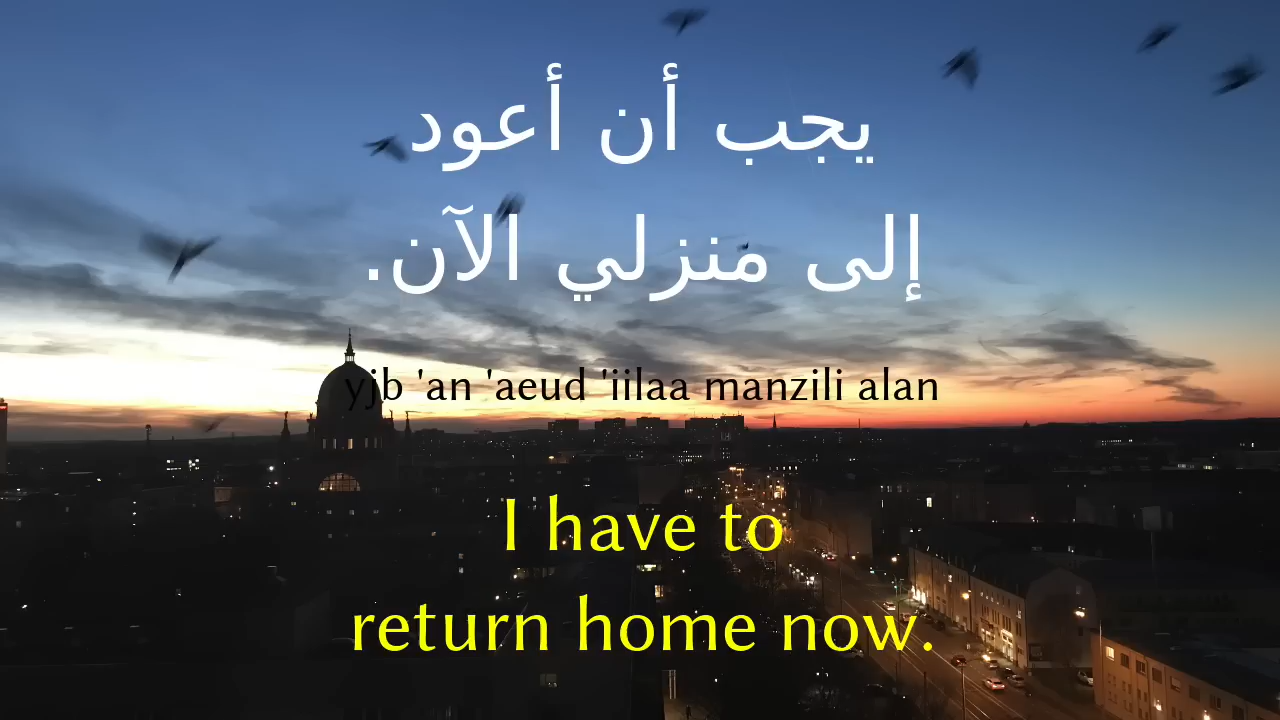 يجب أن أعود
إلى منزلي الآن.
yjb 'an 'aeud 'iilaa manzili alan
I have to
return home now.